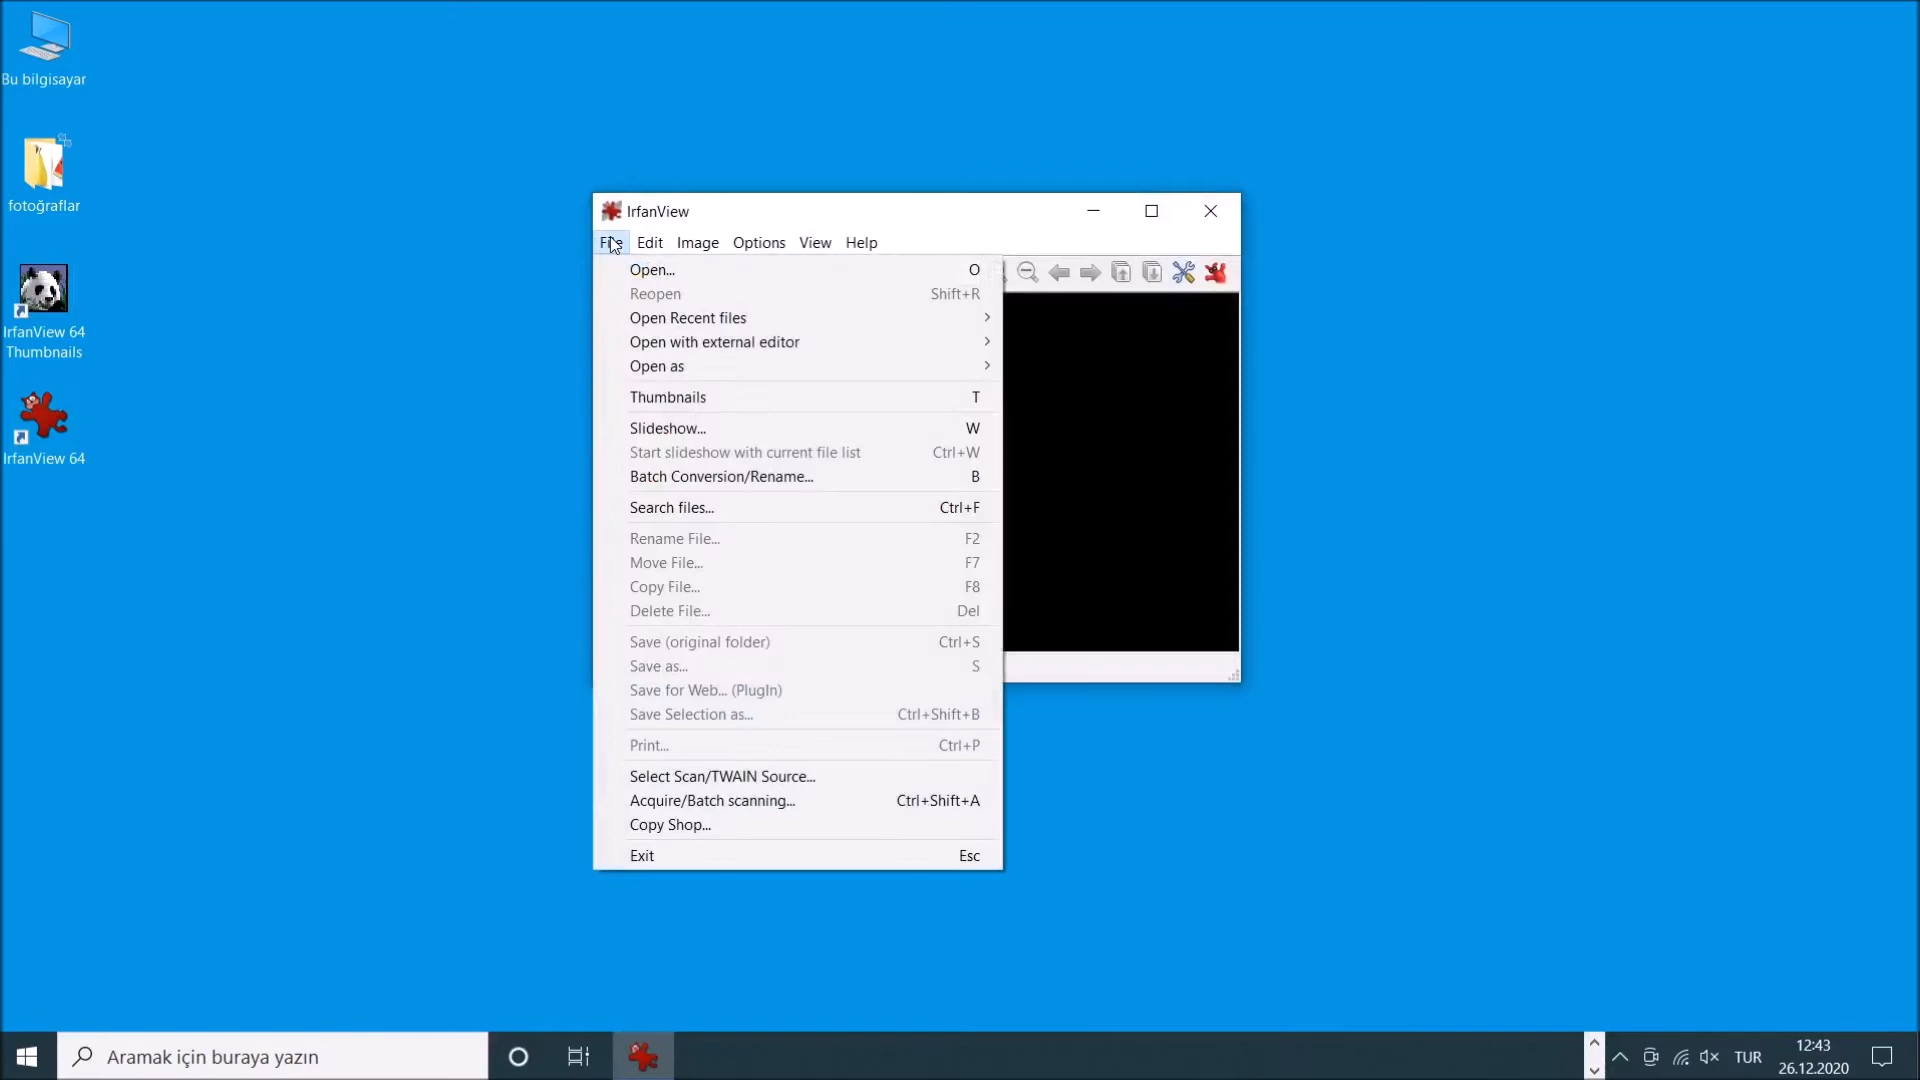 Bu bilgisayar
fotoğraflar
IrfanView 64
Thumbnails
IrfanView 64
IrfanView
File Edit Image Options View Help
Open... O
Reopen Shift+R
Open Recent files
Open with external editor
Open as
Thumbnails T
Slideshow... W
Start slideshow with current file list Ctrl+W
Batch Conversion/Rename... B
Search files... Ctrl+F
Rename File... F2
Move File... F7
Copy File... F8
Delete File... Del
Save (original folder) Ctrl+S
Save as... S
Save for Web... (PlugIn)
Save Selection as... Ctrl+Shift+B
Print... Ctrl+P
Select Scan/TWAIN Source...
Acquire/Batch scanning... Ctrl+Shift+A
Copy Shop...
Exit Esc
Aramak için buraya yazın
TUR
12:43
26.12.2020